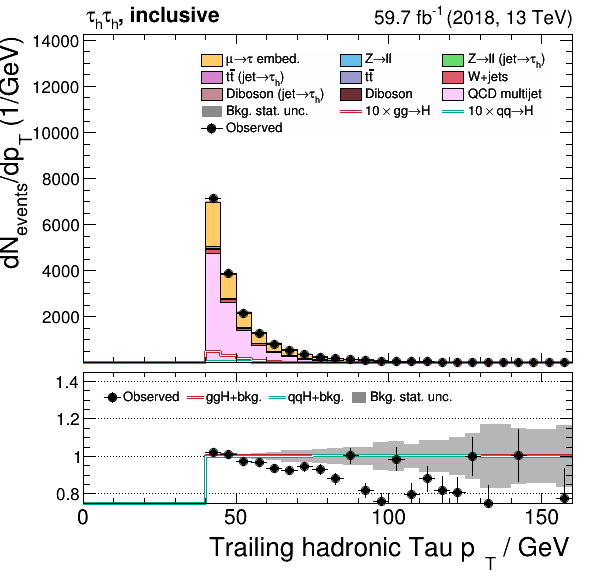 τhτh, inclusive 59.7 fb-1 (2018, 13 TeV)
dNevents/dpT (1/GeV)
14000
12000
10000
8000
6000
4000
2000
μ→τ embed. Z→ll Z→ll (jet→τh)
tt̄ (jet→τh) tt̄ W+jets
Diboson (jet→τh) Diboson QCD multijet
Bkg. stat. unc. 10 × gg→H 10 × qq→H
Observed
1.4
1.2
1
0.8
Observed ggH+bkg. qqH+bkg. Bkg. stat. unc.
0 50 100 150
Trailing hadronic Tau p T / GeV